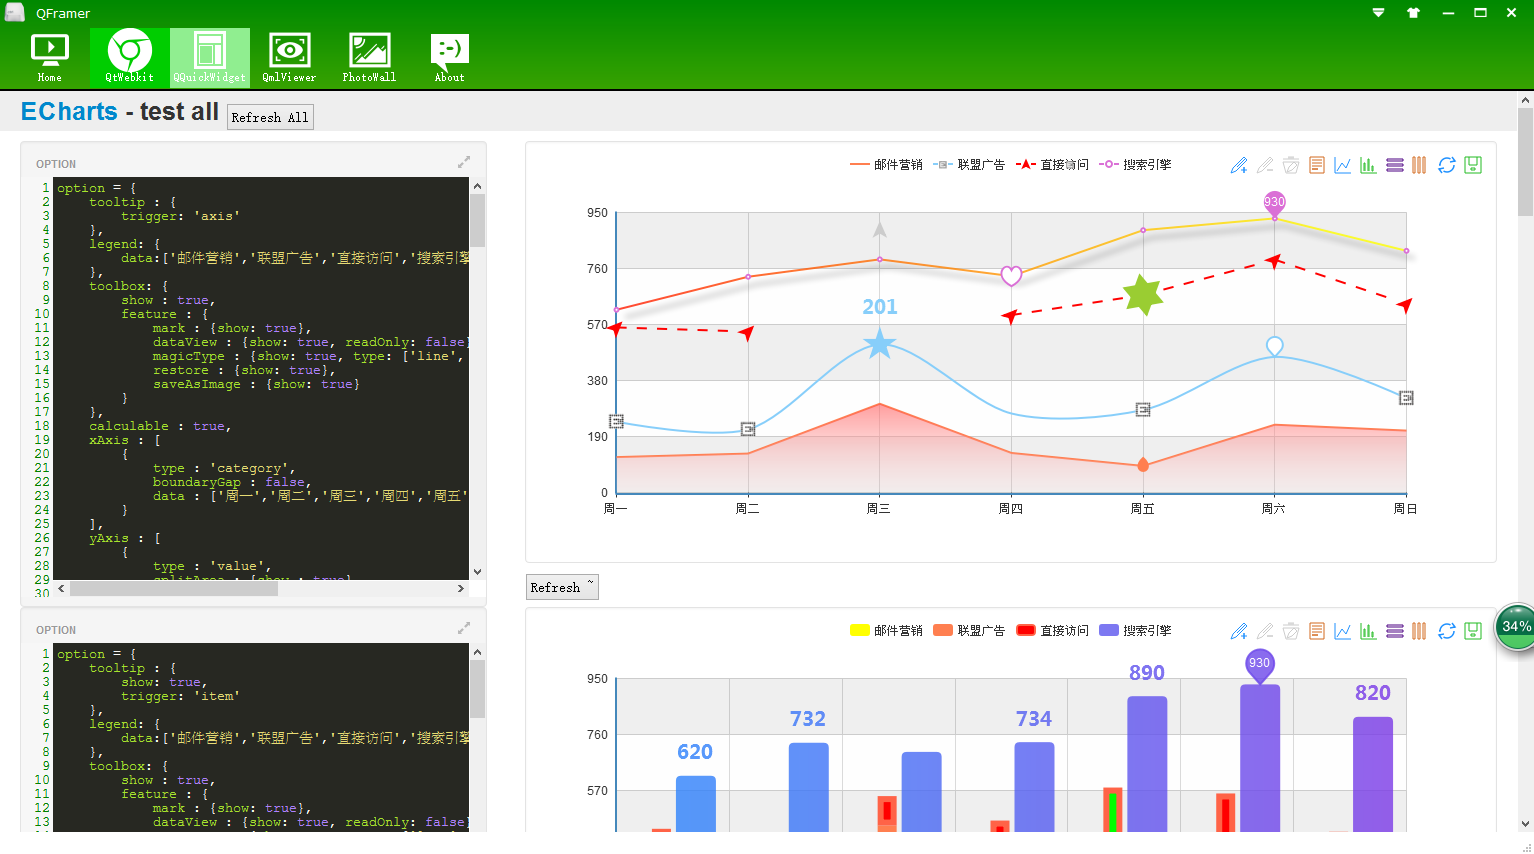 QFramer
Home
QtWebkit
QQuickWidget
QmlViewer
PhotoWall
About
ECharts - test all
Refresh All
OPTION
1 option = {
2 tooltip : {
3 trigger: 'axis'
4 },
5 legend: {
6 data:['邮件营销','联盟广告','直接访问','搜索引擎
7 },
8 toolbox: {
9 show : true,
10 feature : {
11 mark : {show: true},
12 dataView : {show: true, readOnly: false}
13 magicType : {show: true, type: ['line',
14 restore : {show: true},
15 saveAsImage : {show: true}
16 }
17 },
18 calculable : true,
19 xAxis : [
20 {
21 type : 'category',
22 boundaryGap : false,
23 data : ['周一','周二','周三','周四','周五'
24 }
25 ],
26 yAxis : [
27 {
28 type : 'value',
29 splitArea : {show : true}
30
邮件营销
联盟广告
直接访问
搜索引擎
950
760
570
380
190
0
930
201
周一
周二
周三
周四
周五
周六
周日
Refresh ~
34%
OPTION
1 option = {
2 tooltip : {
3 show: true,
4 trigger: 'item'
5 },
6 legend: {
7 data:['邮件营销','联盟广告','直接访问','搜索引擎
8 },
9 toolbox: {
10 show : true,
11 feature : {
12 mark : {show: true},
13 dataView : {show: true, readOnly: false}
邮件营销
联盟广告
直接访问
搜索引擎
950
760
570
620
732
734
890
930
820